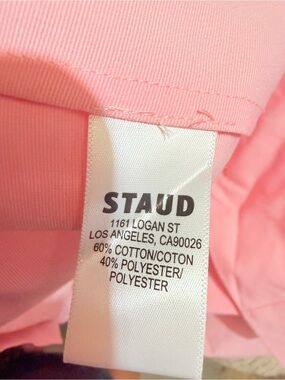 STAUD
1161 LOGAN ST
LOS ANGELES, CA90026
60% COTTON/COTON
40% POLYESTER/
POLYESTER